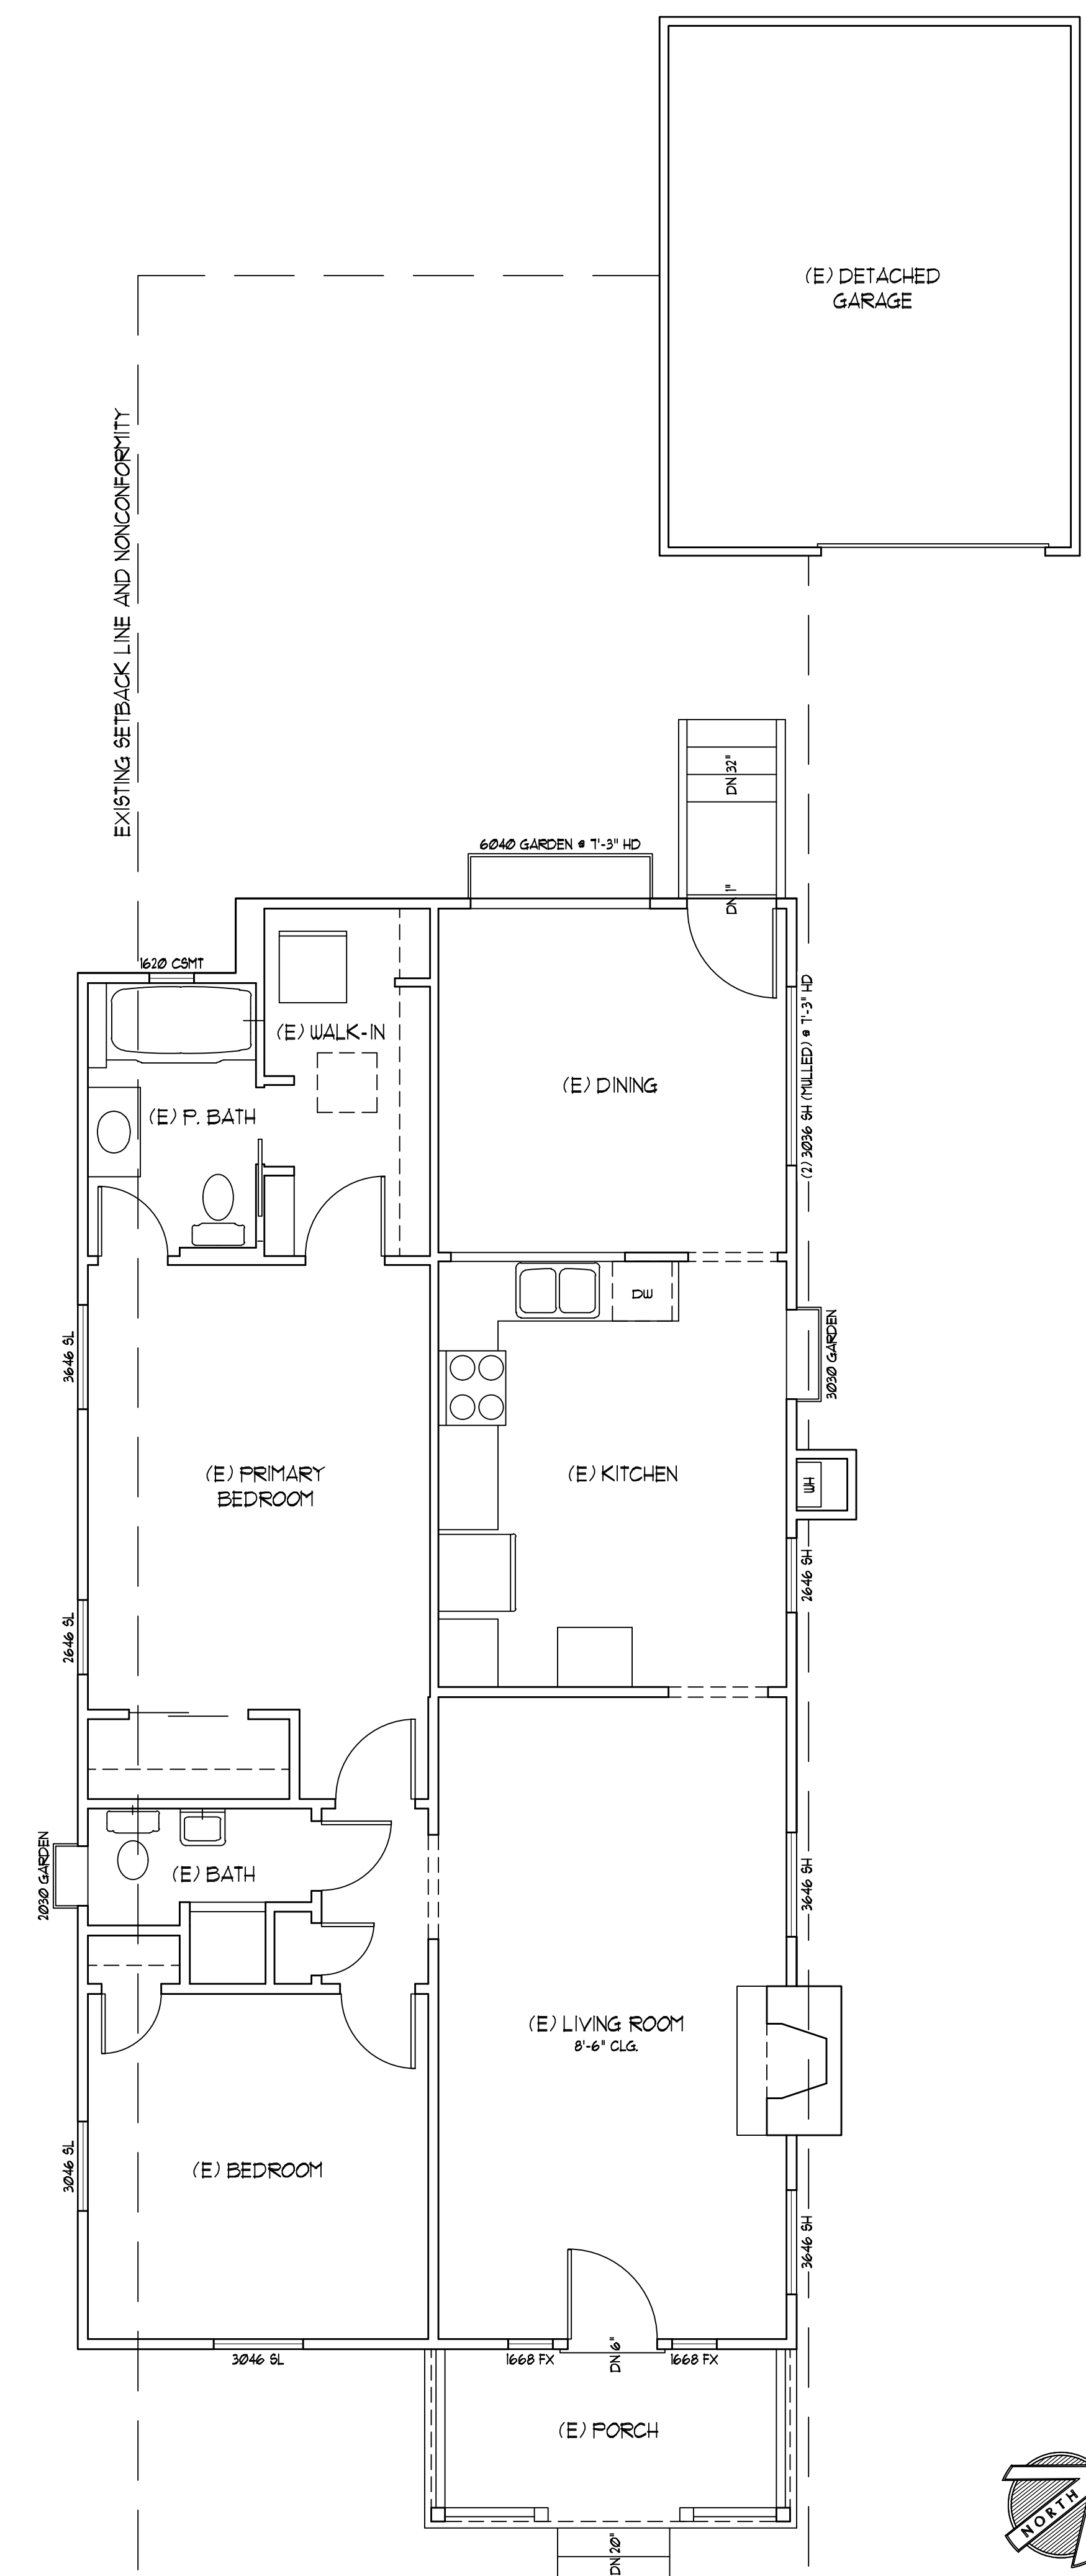 (E) DETACHED
GARAGE
EXISTING SETBACK LINE AND NONCONFORMITY
DN 32"
6040 GARDEN @ 7'-3" HD
DN 1"
1620 CSMT
(2) 3036 SH (MULLED) @ 7'-3" HD
(E) WALK-IN
(E) DINING
(E) P. BATH
DW
3646 SL
3030 GARDEN
(E) PRIMARY
BEDROOM
(E) KITCHEN
WH
2646 SH
2646 SL
2030 GARDEN
(E) BATH
3646 SH
(E) LIVING ROOM
8'-6" CLG.
3046 SL
(E) BEDROOM
3646 SH
3046 SL
1668 FX
DN 6"
1668 FX
(E) PORCH
NORTH
DN 20"